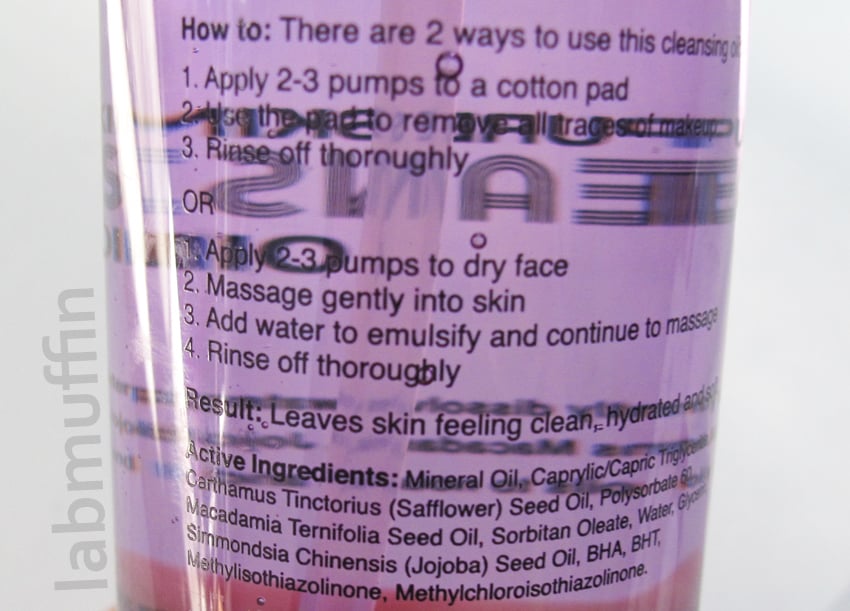 How to: There are 2 ways to use this cleansing
1. Apply 2-3 pumps to a cotton pad
2. Use the pad to remove all traces of makeup
3. Rinse off thoroughly
OR
1. Apply 2-3 pumps to dry face
2. Massage gently into skin
3. Add water to emulsify and continue to massage
4. Rinse off thoroughly
Result: Leaves skin feeling clean, hydrated and
Active Ingredients: Mineral Oil, Caprylic/Capric
Carthamus Tinctorius (Safflower) Seed Oil, Polysorbate 80,
Macadamia Ternifolia Seed Oil, Sorbitan Oleate, Water,
Simmondsia Chinensis (Jojoba) Seed Oil, BHA, BHT,
Methylisothiazolinone, Methylchloroisothiazolinone.
labmuffin